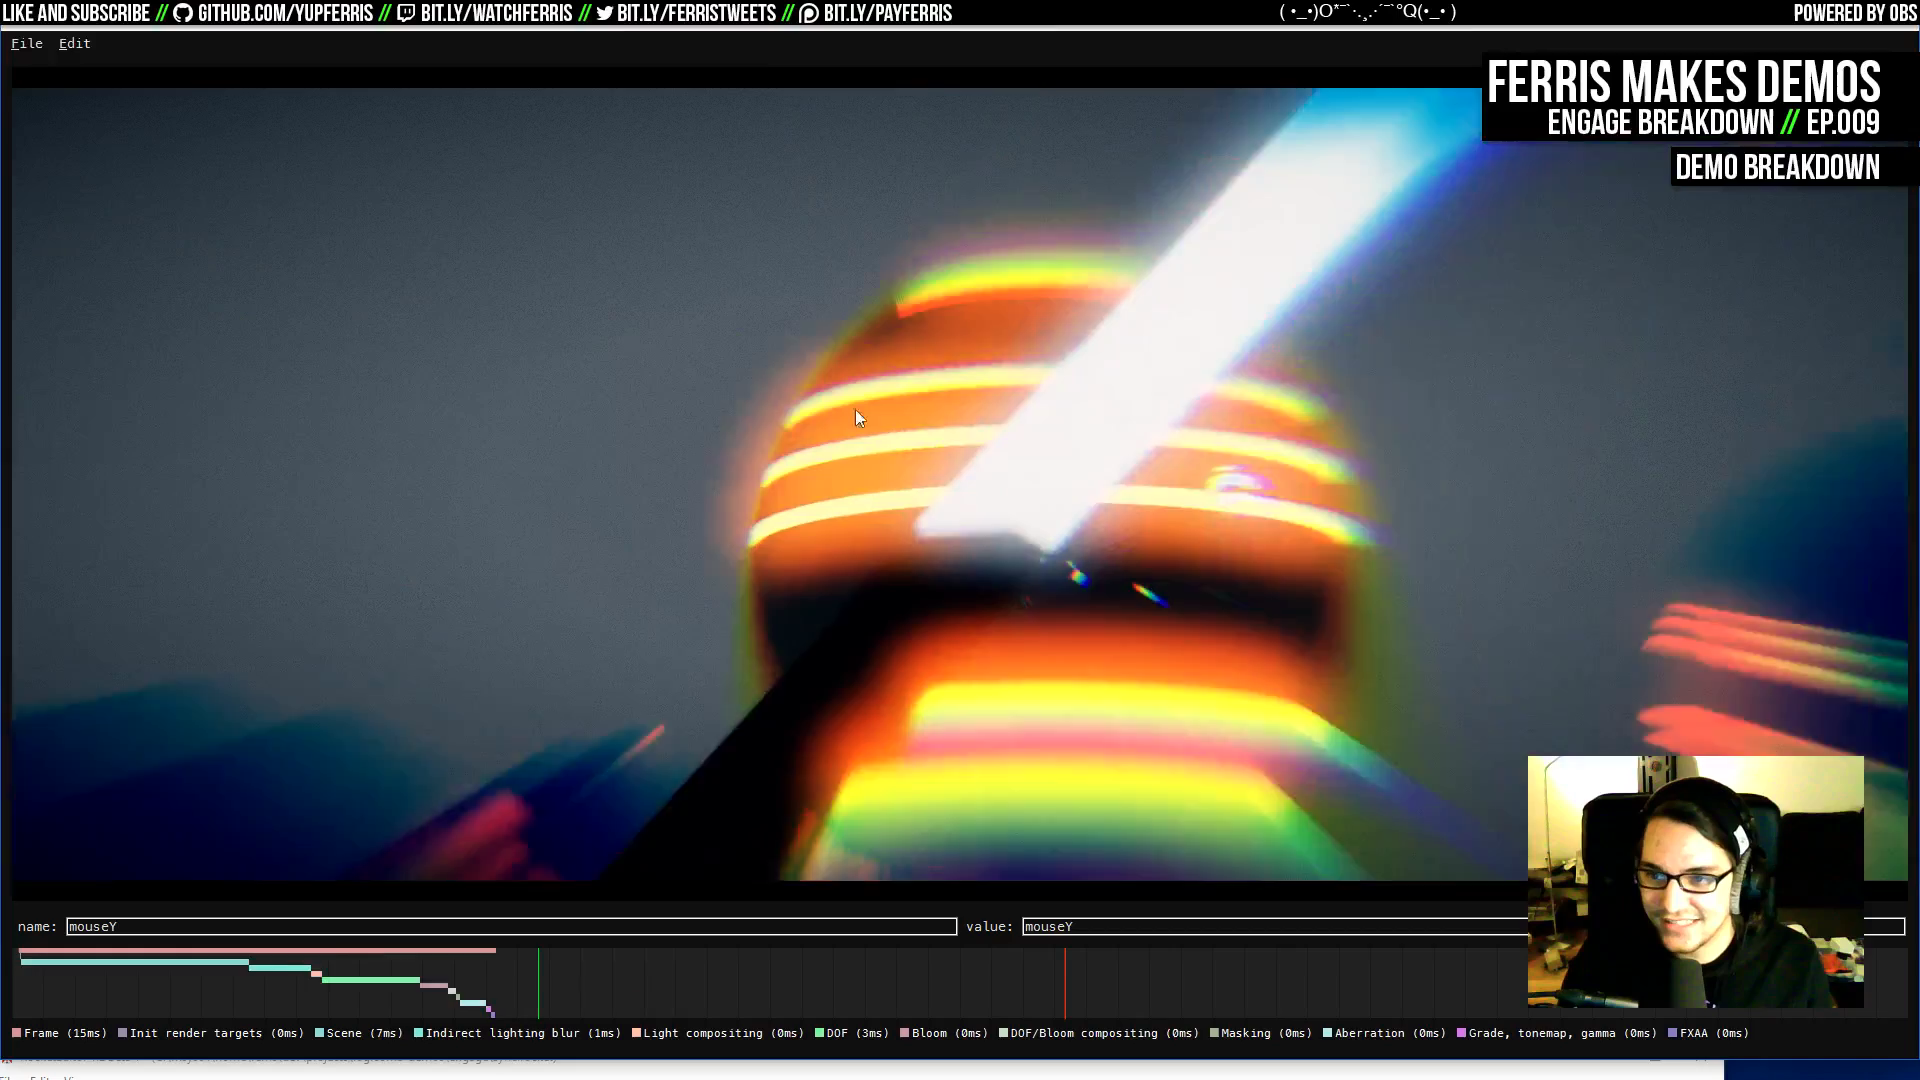 LIKE AND SUBSCRIBE // GITHUB.COM/YUPFERRIS // BIT.LY/WATCHFERRIS // BIT.LY/FERRISTWEETS // BIT.LY/PAYFERRIS
POWERED BY OBS
File Edit
FERRIS MAKES DEMOS
ENGAGE BREAKDOWN // EP.009
DEMO BREAKDOWN
name: mouseY value: mouseY
Frame (15ms) Init render targets (0ms) Scene (7ms) Indirect lighting blur (1ms) Light compositing (0ms) DOF (3ms) Bloom (0ms) DOF/Bloom compositing (0ms) Masking (0ms) Aberration (0ms) Grade, tonemap, gamma (0ms) FXAA (0ms)